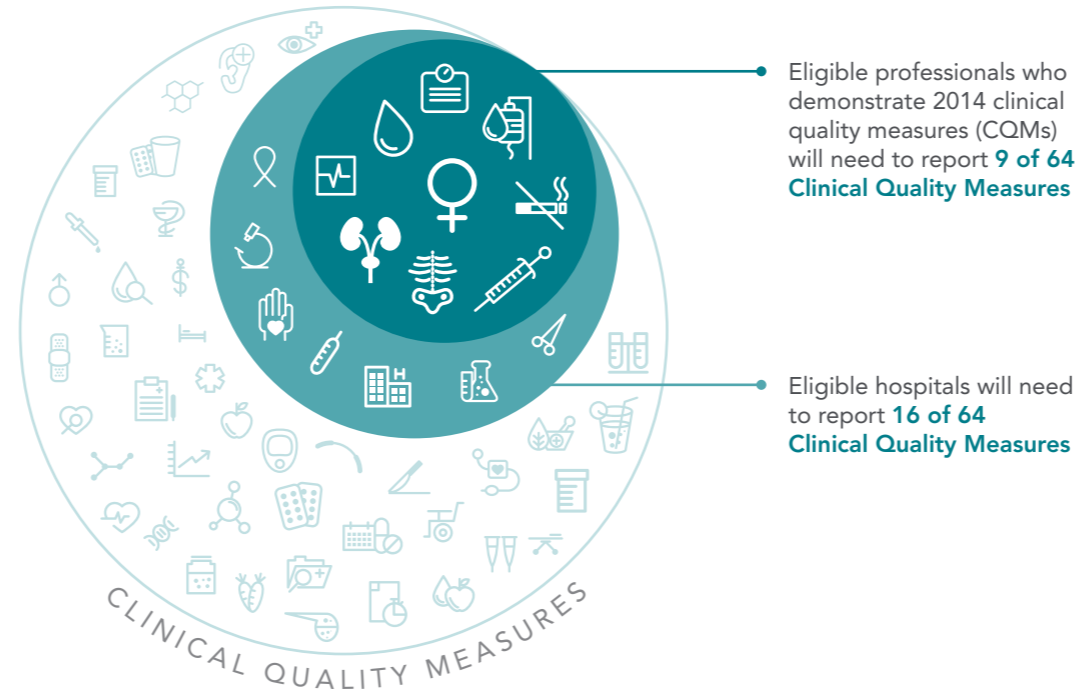 Eligible professionals who
demonstrate 2014 clinical
quality measures (CQMs)
will need to report 9 of 64
Clinical Quality Measures
H
Eligible hospitals will need
to report 16 of 64
Clinical Quality Measures
CLINICAL QUALITY MEASURES